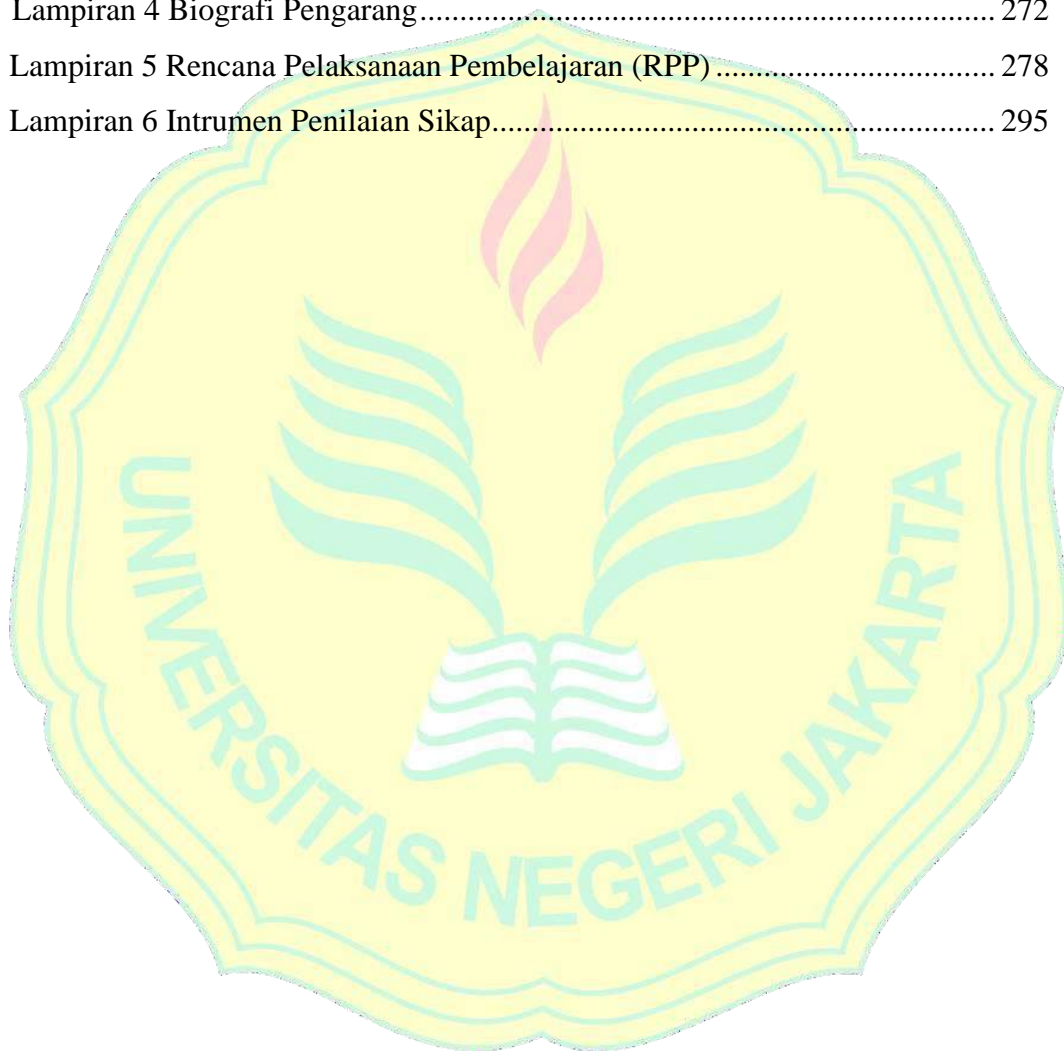 Lampiran 4 Biografi Pengarang........................................................................ 272
Lampiran 5 Rencana Pelaksanaan Pembelajaran (RPP)................................... 278
Lampiran 6 Intrumen Penilaian Sikap............................................................... 295
UNIVERSITAS NEGERI JAKARTA